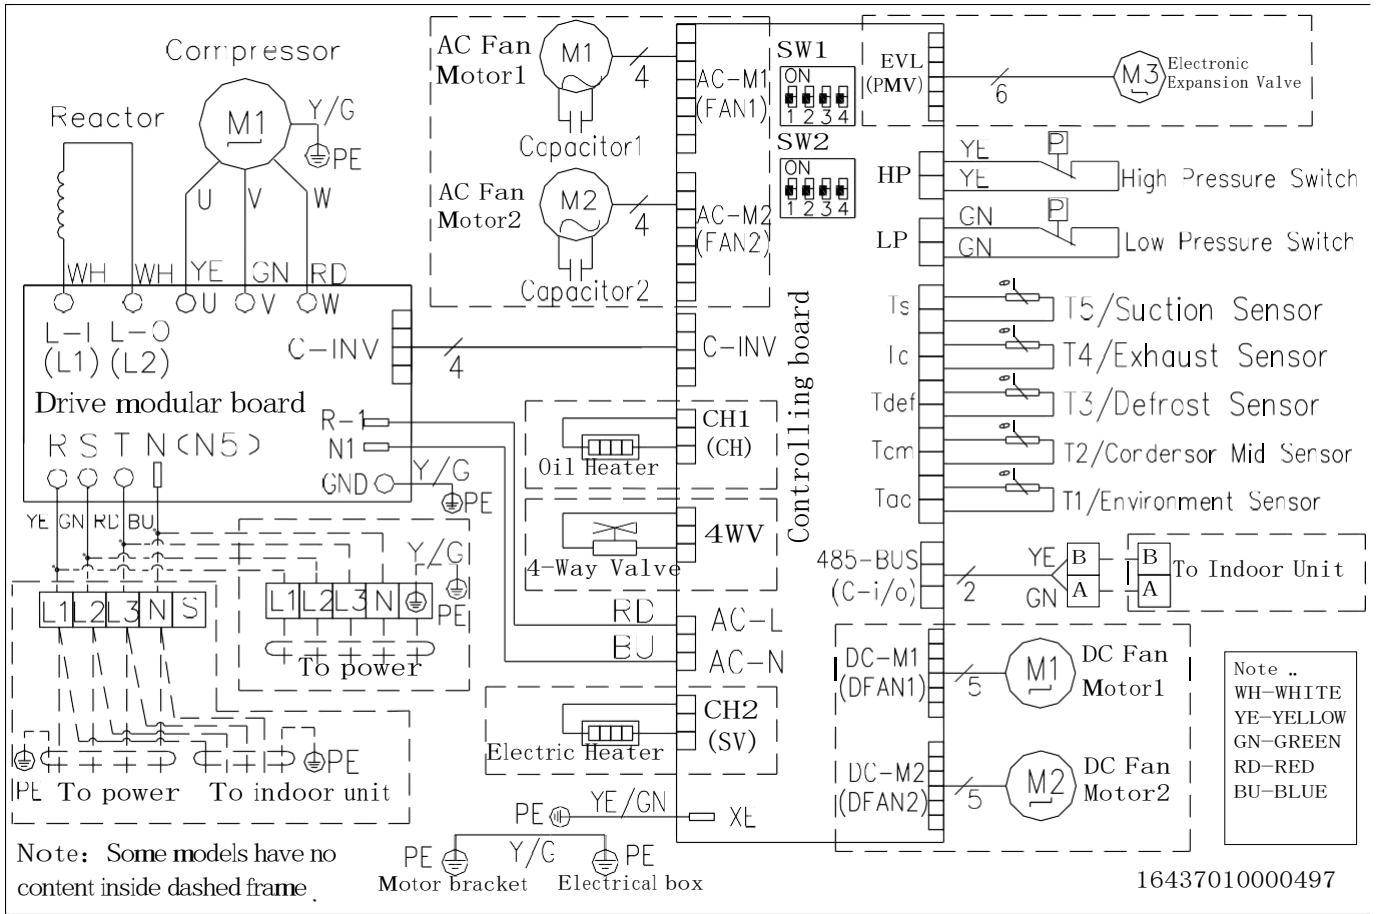 Compressor
Reactor
M1
Y/G
PE
U
V
W
WH
WH
YE
GN
RD
U
V
W
L-I
L-O
(L1)
(L2)
C-INV
4
Drive modular board
R-1
N1
R S T N (N5)
GND
Y/G
PE
YE GN RD BU
L1 L2 L3 N S
L1 L2 L3 N
Y/G
PE
To power
PE
PE
To power
To indoor unit
Note: Some models have no
content inside dashed frame .
AC Fan
Motor1
M1
4
Capacitor1
AC-M1
(FAN1)
AC Fan
Motor2
M2
4
Capacitor2
AC-M2
(FAN2)
SW1
ON
1 2 3 4
SW2
ON
1 2 3 4
C-INV
Controlling board
CH1
(CH)
Oil Heater
4WV
4-Way Valve
RD
BU
AC-L
AC-N
CH2
(SV)
Electric Heater
PE
YE/GN
XE
PE
Y/G
PE
Motor bracket
Electrical box
EVL
(PMV)
6
M3
Electronic
Expansion Valve
HP
YE
YE
P
High Pressure Switch
LP
GN
GN
P
Low Pressure Switch
Ts
T5/Suction Sensor
Ic
T4/Exhaust Sensor
Tdef
T3/Defrost Sensor
Tcm
T2/Condensor Mid Sensor
Tac
T1/Environment Sensor
485-BUS
(C-i/o)
2
YE
GN
B
A
B
A
To Indoor Unit
DC-M1
(DFAN1)
5
M1
DC Fan
Motor1
DC-M2
(DFAN2)
5
M2
DC Fan
Motor2
Note ..
WH-WHITE
YE-YELLOW
GN-GREEN
RD-RED
BU-BLUE
16437010000497